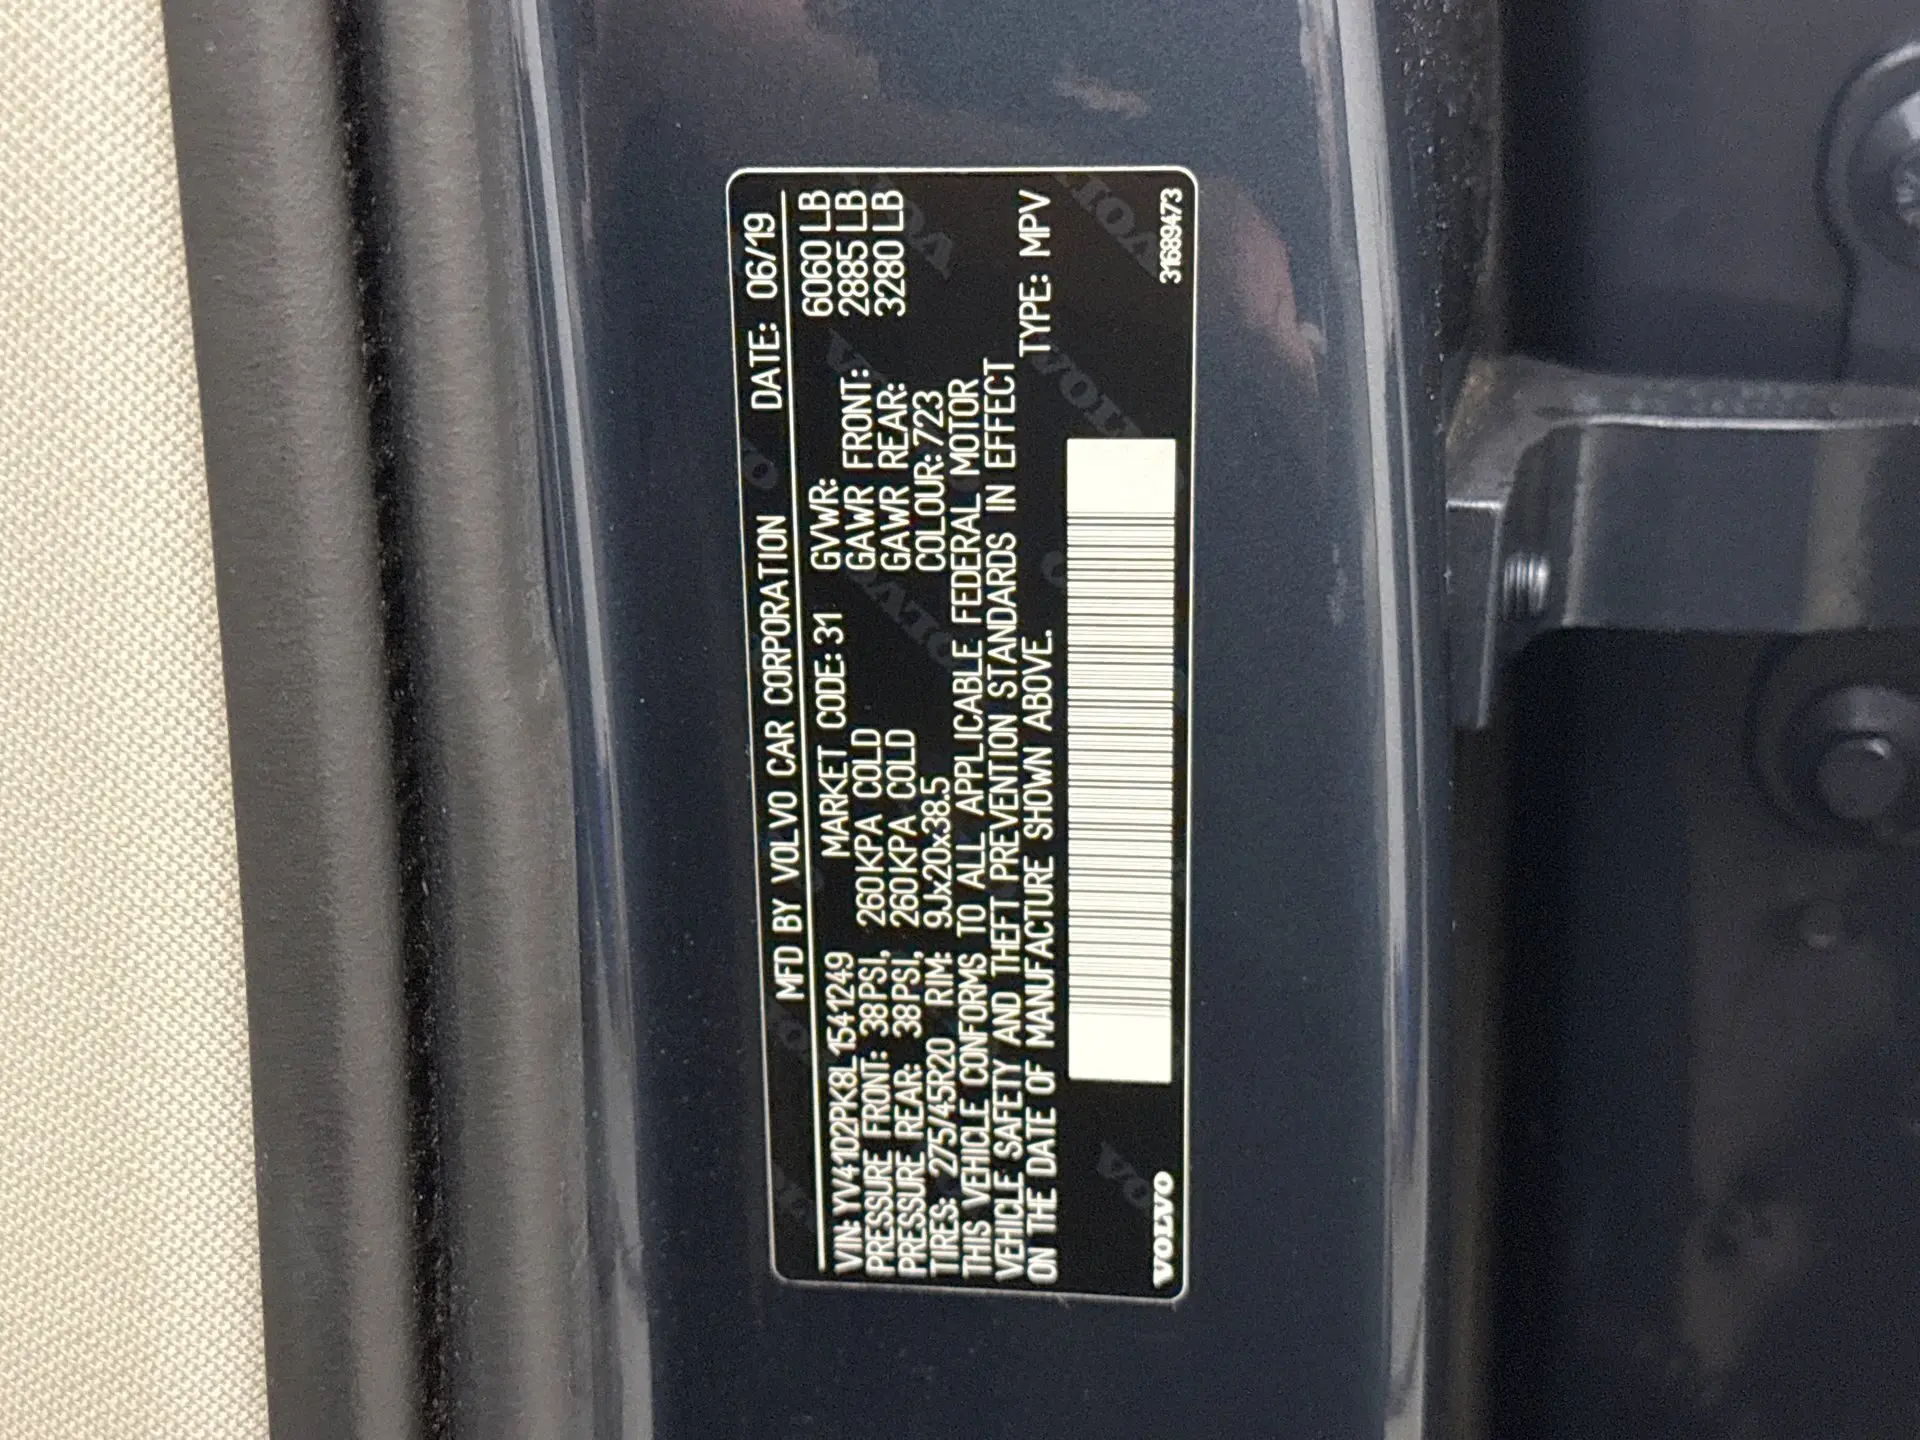 MFD BY VOLVO CAR CORPORATION DATE: 06/19
VIN: YV4102PK8L1541249 MARKET CODE: 31 GVWR: 6060 LB
PRESSURE FRONT: 38PSI, 260KPA COLD GAWR FRONT: 2885 LB
PRESSURE REAR: 38PSI, 260KPA COLD GAWR REAR: 3280 LB
TIRES: 275/45R20 RIM: 9Jx20x38.5 COLOUR: 723
THIS VEHICLE CONFORMS TO ALL APPLICABLE FEDERAL MOTOR
VEHICLE SAFETY AND THEFT PREVENTION STANDARDS IN EFFECT
ON THE DATE OF MANUFACTURE SHOWN ABOVE. TYPE: MPV
VOLVO 31689473